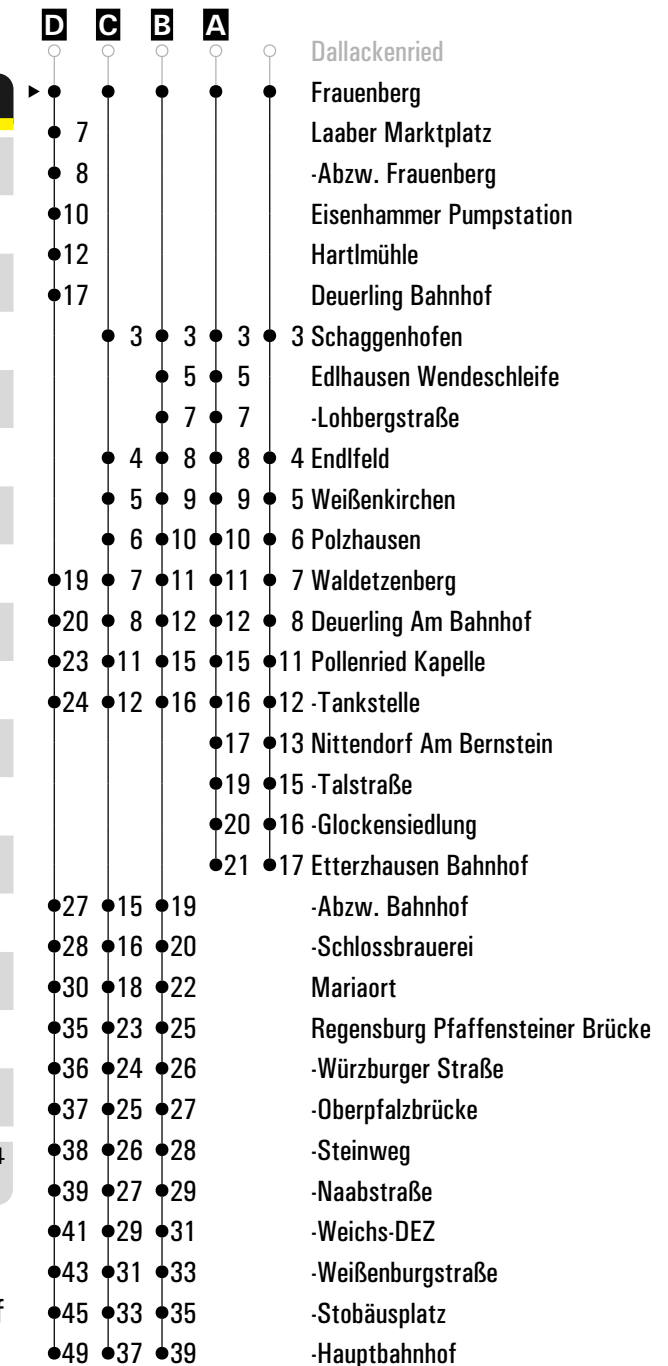 D C B A
Dallackenried
Frauenberg
7 Laaber Marktplatz
8 -Abzw. Frauenberg
10 Eisenhammer Pumpstation
12 Hartlmühle
17 Deuerling Bahnhof
3 3 3 3 Schaggenhofen
5 5 Edlhausen Wendeschleife
7 7 -Lohbergstraße
4 8 8 4 Endlfeld
5 9 9 5 Weißenkirchen
6 10 10 6 Polzhausen
19 7 11 11 7 Waldetzenberg
20 8 12 12 8 Deuerling Am Bahnhof
23 11 15 15 11 Pollenried Kapelle
24 12 16 16 12 -Tankstelle
17 13 Nittendorf Am Bernstein
19 15 -Talstraße
20 16 -Glockensiedlung
21 17 Etterzhausen Bahnhof
27 15 19 -Abzw. Bahnhof
28 16 20 -Schlossbrauerei
30 18 22 Mariaort
35 23 25 Regensburg Pfaffensteiner Brücke
36 24 26 -Würzburger Straße
37 25 27 -Oberpfalzbrücke
38 26 28 -Steinweg
39 27 29 -Naabstraße
41 29 31 -Weichs-DEZ
43 31 33 -Weißenburgstraße
45 33 35 -Stobäusplatz
49 37 39 -Hauptbahnhof